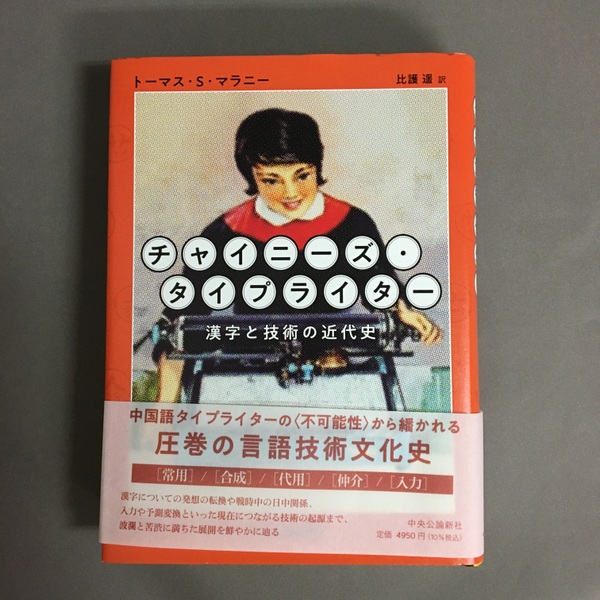 トーマス・S・マラニー
比護 遥 訳
チャイニーズ・
タイプライター
漢字と技術の近代史
中国語タイプライターの〈不可能性〉から繙かれる
圧巻の言語技術文化史
［常用］/［合成］/［代用］/［仲介］/［入力］
漢字についての発想の転換や戦時中の日中関係、
入力や予測変換といった現在につながる技術の起源まで、
波瀾と苦渋に満ちた展開を鮮やかに辿る
中央公論新社
定価 4950円（10%税込）